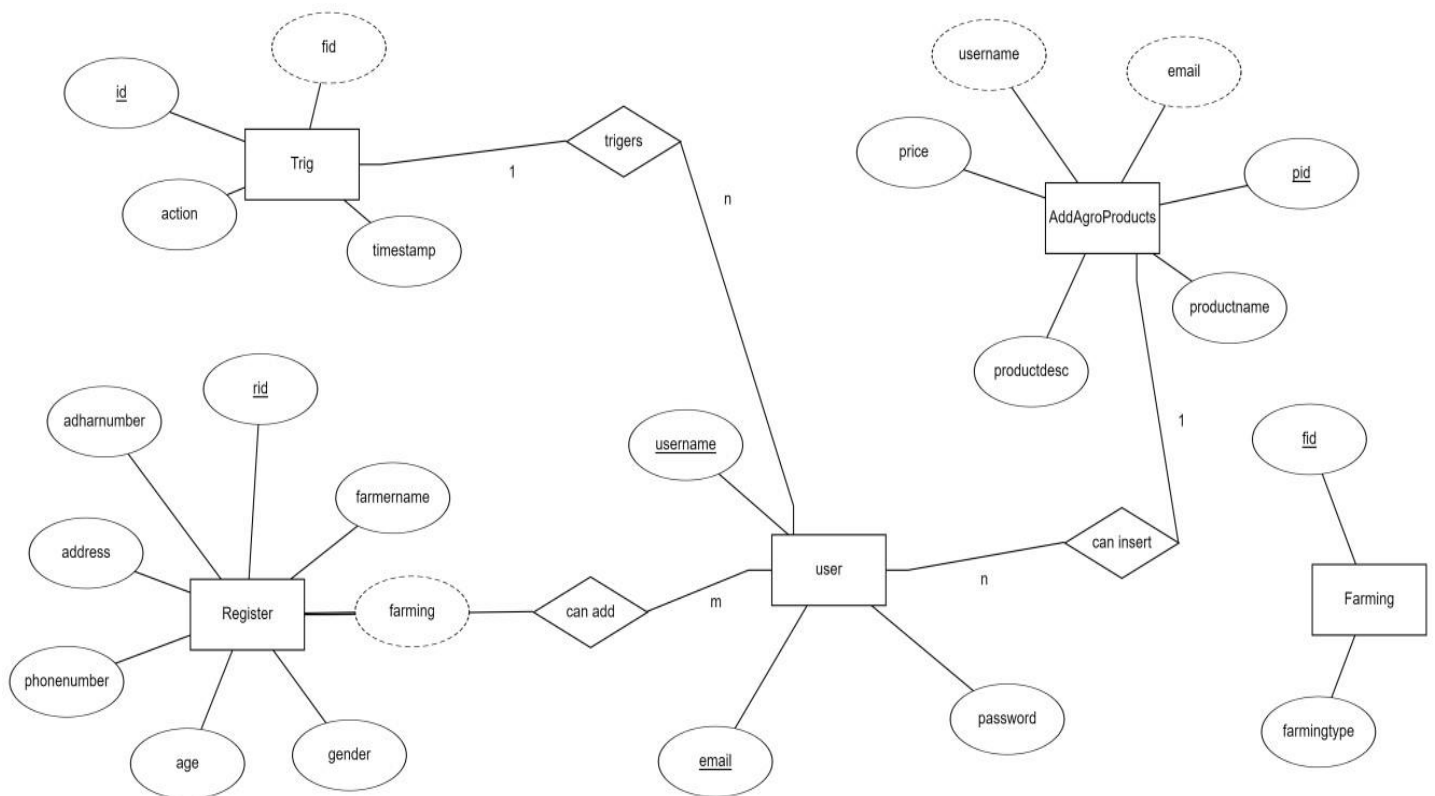 fid
id
Trig
action
timestamp
trigers
1
n
username
email
price
pid
AddAgroProducts
productname
productdesc
1
rid
adharnumber
farmername
address
Register
farming
phonenumber
age
gender
can add
m
username
user
n
can insert
email
password
fid
Farming
farmingtype